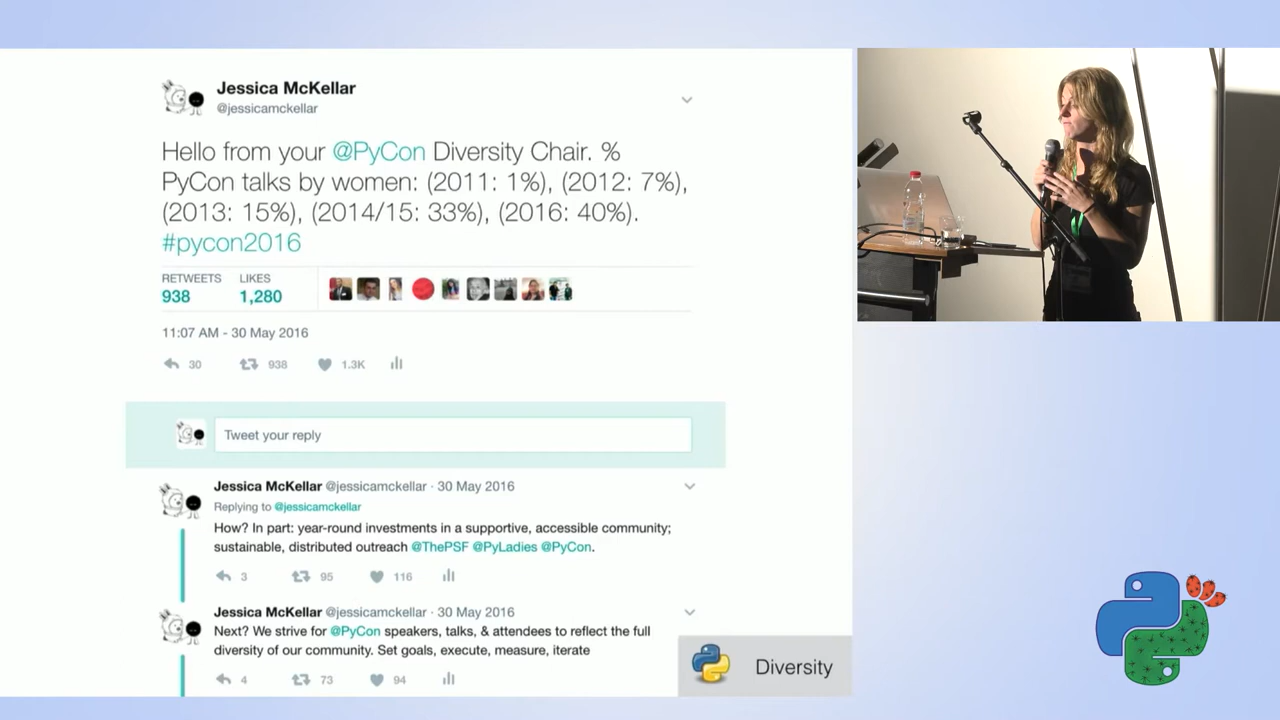 Jessica McKellar
@jessicamckellar
Hello from your @PyCon Diversity Chair. %
PyCon talks by women: (2011: 1%), (2012: 7%),
(2013: 15%), (2014/15: 33%), (2016: 40%).
#pycon2016
RETWEETS LIKES
938 1,280
11:07 AM - 30 May 2016
30 938 1.3K
Tweet your reply
Jessica McKellar @jessicamckellar · 30 May 2016
Replying to @jessicamckellar
How? In part: year-round investments in a supportive, accessible community;
sustainable, distributed outreach @ThePSF @PyLadies @PyCon.
3 95 116
Jessica McKellar @jessicamckellar · 30 May 2016
Next? We strive for @PyCon speakers, talks, & attendees to reflect the full
diversity of our community. Set goals, execute, measure, iterate
4 73 94
Diversity